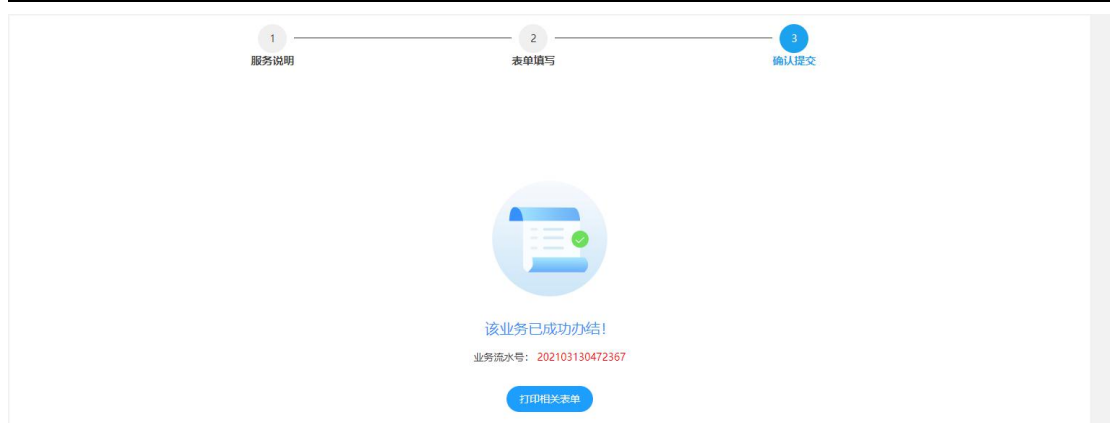 1
2
3
服务说明
表单填写
确认提交
该业务已成功办结！
业务流水号： 202103130472367
打印相关表单